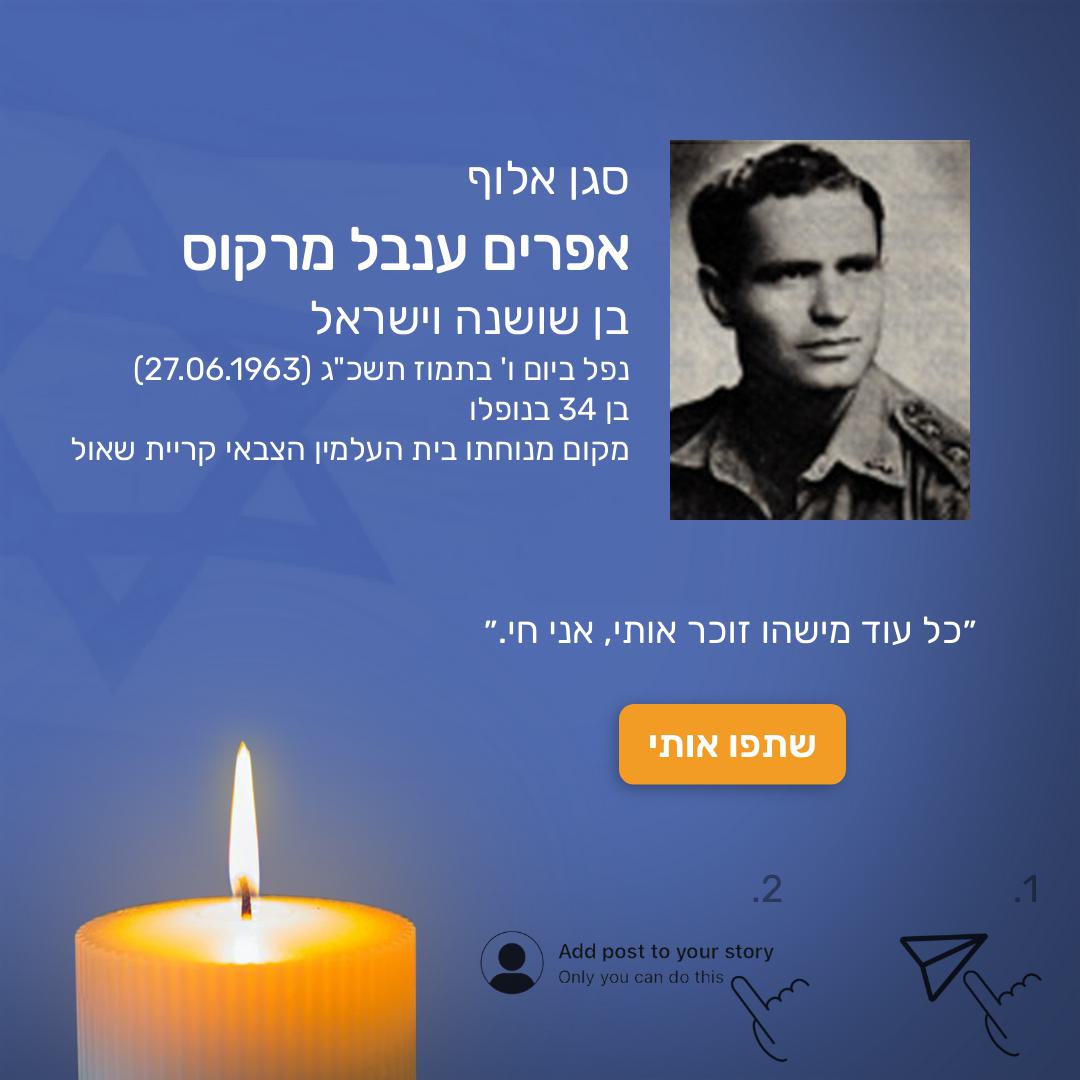 סגן אלוף
אפרים ענבל מרקוס
בן שושנה וישראל
נפל ביום ו' בתמוז תשכ"ג (27.06.1963)
בן 34 בנופלו
מקום מנוחתו בית העלמין הצבאי קריית שאול
״כל עוד מישהו זוכר אותי, אני חי.״
שתפו אותי
1.
2.
Add post to your story
Only you can do this